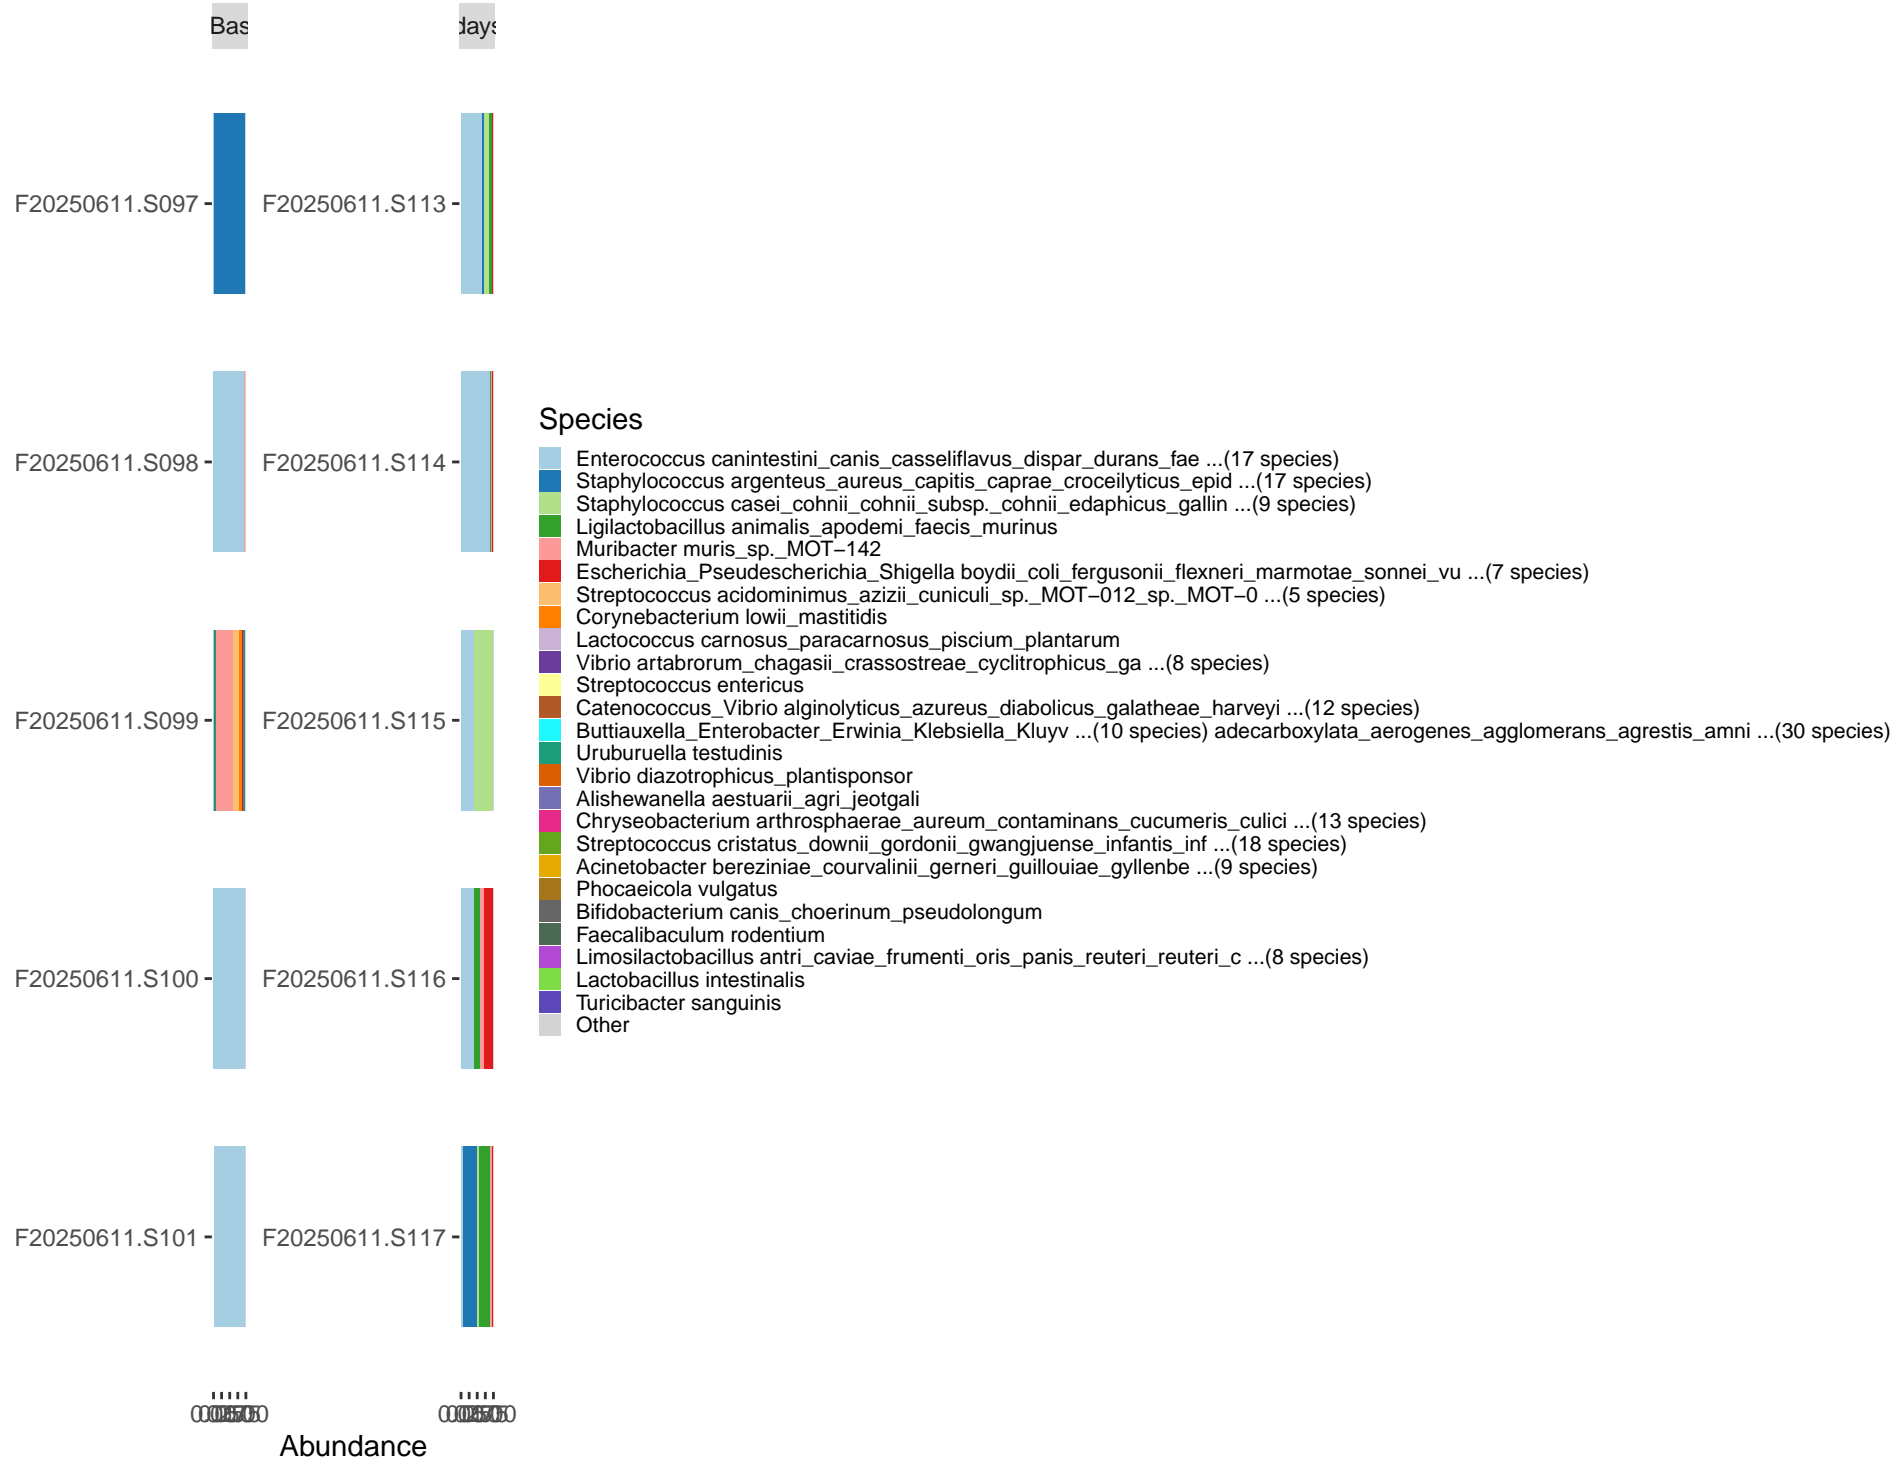 Bas
days
F20250611.S097
F20250611.S113
F20250611.S098
F20250611.S114
F20250611.S099
F20250611.S115
F20250611.S100
F20250611.S116
F20250611.S101
F20250611.S117
Abundance
Species
Enterococcus canintestini_canis_casseliflavus_dispar_durans_fae ...(17 species)
Staphylococcus argenteus_aureus_capitis_caprae_croceilyticus_epid ...(17 species)
Staphylococcus casei_cohnii_cohnii_subsp._cohnii_edaphicus_gallin ...(9 species)
Ligilactobacillus animalis_apodemi_faecis_murinus
Muribacter muris_sp._MOT−142
Escherichia_Pseudescherichia_Shigella boydii_coli_fergusonii_flexneri_marmotae_sonnei_vu ...(7 species)
Streptococcus acidominimus_azizii_cuniculi_sp._MOT−012_sp._MOT−0 ...(5 species)
Corynebacterium lowii_mastitidis
Lactococcus carnosus_paracarnosus_piscium_plantarum
Vibrio artabrorum_chagasii_crassostreae_cyclitrophicus_ga ...(8 species)
Streptococcus entericus
Catenococcus_Vibrio alginolyticus_azureus_diabolicus_galatheae_harveyi ...(12 species)
Buttiauxella_Enterobacter_Erwinia_Klebsiella_Kluyv ...(10 species) adecarboxylata_aerogenes_agglomerans_agrestis_amni ...(30 species)
Uruburuella testudinis
Vibrio diazotrophicus_plantisponsor
Alishewanella aestuarii_agri_jeotgali
Chryseobacterium arthrosphaerae_aureum_contaminans_cucumeris_culici ...(13 species)
Streptococcus cristatus_downii_gordonii_gwangjuense_infantis_inf ...(18 species)
Acinetobacter bereziniae_courvalinii_gerneri_guillouiae_gyllenbe ...(9 species)
Phocaeicola vulgatus
Bifidobacterium canis_choerinum_pseudolongum
Faecalibaculum rodentium
Limosilactobacillus antri_caviae_frumenti_oris_panis_reuteri_reuteri_c ...(8 species)
Lactobacillus intestinalis
Turicibacter sanguinis
Other